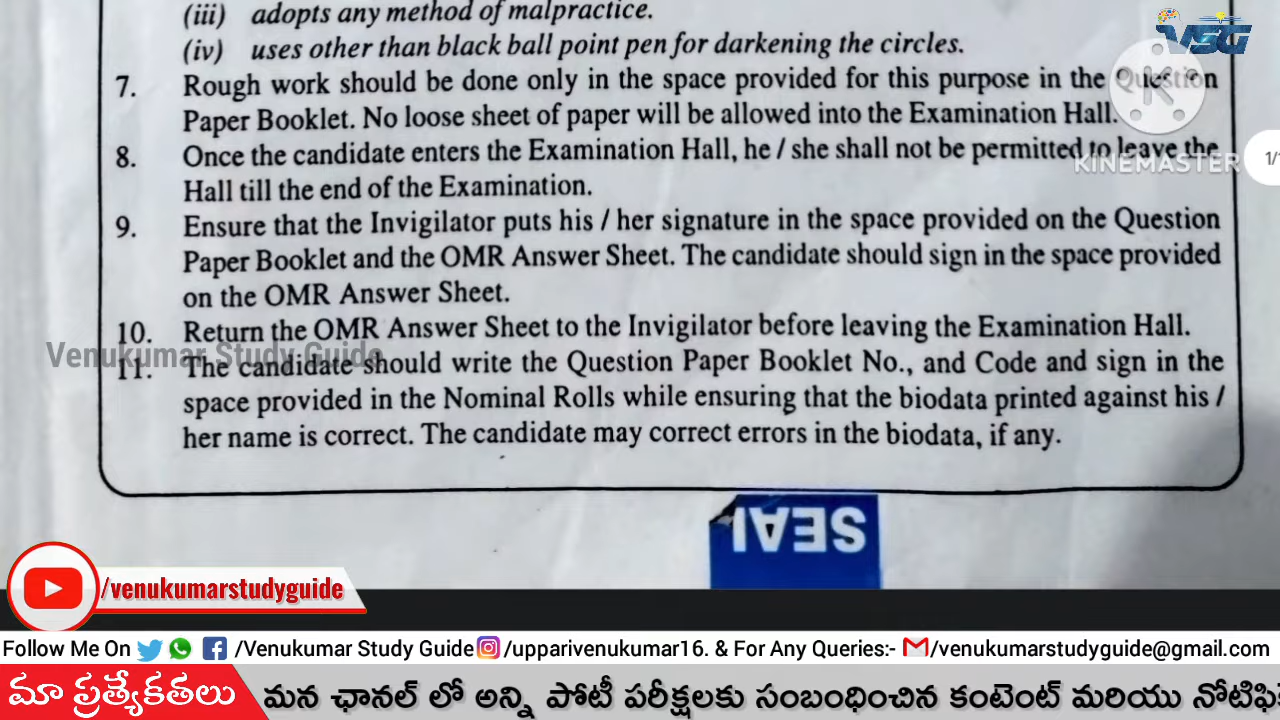 (iii) adopts any method of malpractice.
(iv) uses other than black ball point pen for darkening the circles.
7. Rough work should be done only in the space provided for this purpose in the Question
Paper Booklet. No loose sheet of paper will be allowed into the Examination Hall.
8. Once the candidate enters the Examination Hall, he / she shall not be permitted to leave the
Hall till the end of the Examination.
9. Ensure that the Invigilator puts his / her signature in the space provided on the Question
Paper Booklet and the OMR Answer Sheet. The candidate should sign in the space provided
on the OMR Answer Sheet.
10. Return the OMR Answer Sheet to the Invigilator before leaving the Examination Hall.
11. The candidate should write the Question Paper Booklet No., and Code and sign in the
space provided in the Nominal Rolls while ensuring that the biodata printed against his /
her name is correct. The candidate may correct errors in the biodata, if any.
VSG
K
KINEMASTER
1/
Venukumar Study Guide
SEAL
/venukumarstudyguide
Follow Me On /Venukumar Study Guide /upparivenukumar16. & For Any Queries:- /venukumarstudyguide@gmail.com
మా ప్రత్యేకతలు మన ఛానల్ లో అన్ని పోటీ పరీక్షలకు సంబంధించిన కంటెంట్ మరియు